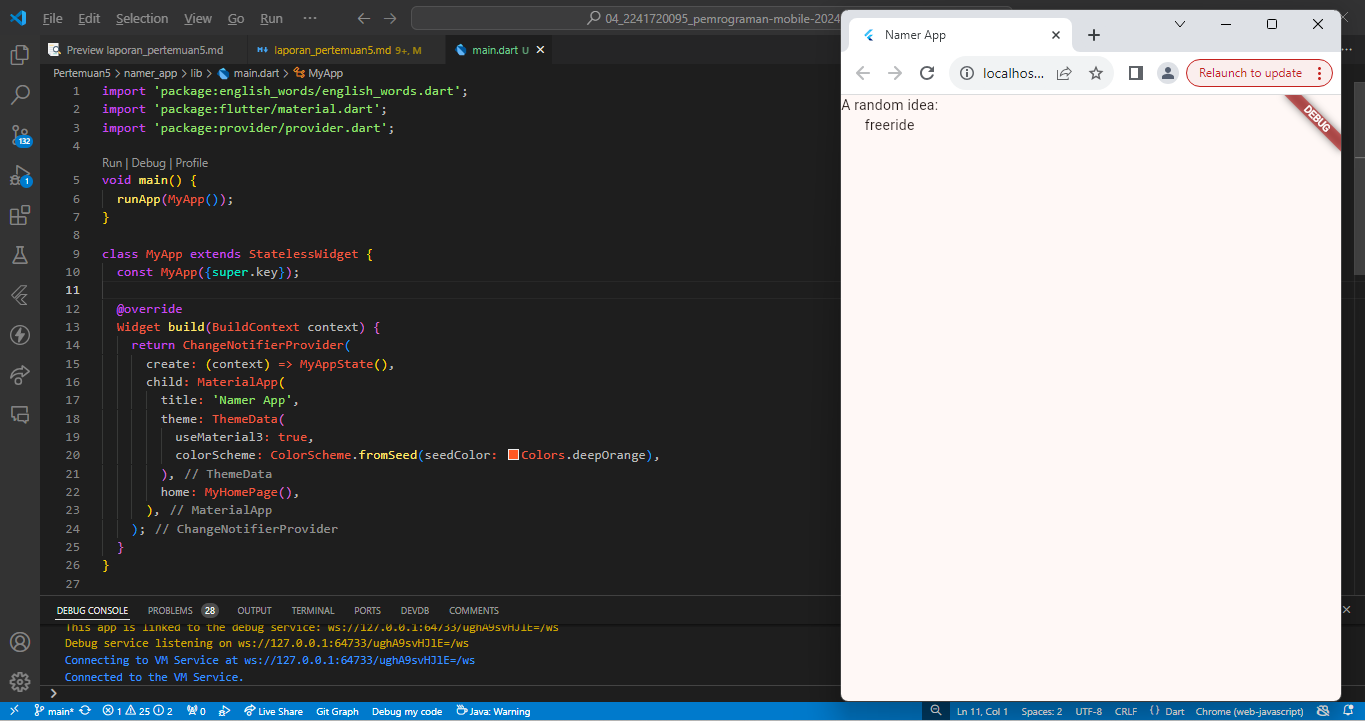 File Edit Selection View Go Run ···
04_2241720095_pemrograman-mobile-2024
Preview laporan_pertemuan5.md
laporan_pertemuan5.md 9+, M
main.dart U
Pertemuan5 > namer_app > lib > main.dart > MyApp
1 import 'package:english_words/english_words.dart';
2 import 'package:flutter/material.dart';
3 import 'package:provider/provider.dart';
4
Run | Debug | Profile
5 void main() {
6 runApp(MyApp());
7 }
8
9 class MyApp extends StatelessWidget {
10 const MyApp({super.key});
11
12 @override
13 Widget build(BuildContext context) {
14 return ChangeNotifierProvider(
15 create: (context) => MyAppState(),
16 child: MaterialApp(
17 title: 'Namer App',
18 theme: ThemeData(
19 useMaterial3: true,
20 colorScheme: ColorScheme.fromSeed(seedColor: Colors.deepOrange),
21 ), // ThemeData
22 home: MyHomePage(),
23 ), // MaterialApp
24 ); // ChangeNotifierProvider
25 }
26 }
27
132
1
DEBUG CONSOLE PROBLEMS 28 OUTPUT TERMINAL PORTS DEVDB COMMENTS
This app is linked to the debug service: ws://127.0.0.1:64733/ughA9svHJlE=/ws
Debug service listening on ws://127.0.0.1:64733/ughA9svHJlE=/ws
Connecting to VM Service at ws://127.0.0.1:64733/ughA9svHJlE=/ws
Connected to the VM Service.
>
main* 1 25 2 0 Live Share Git Graph Debug my code Java: Warning
Ln 11, Col 1 Spaces: 2 UTF-8 CRLF { } Dart Chrome (web-javascript)
Namer App
localhos...
Relaunch to update
A random idea:
freeride
DEBUG